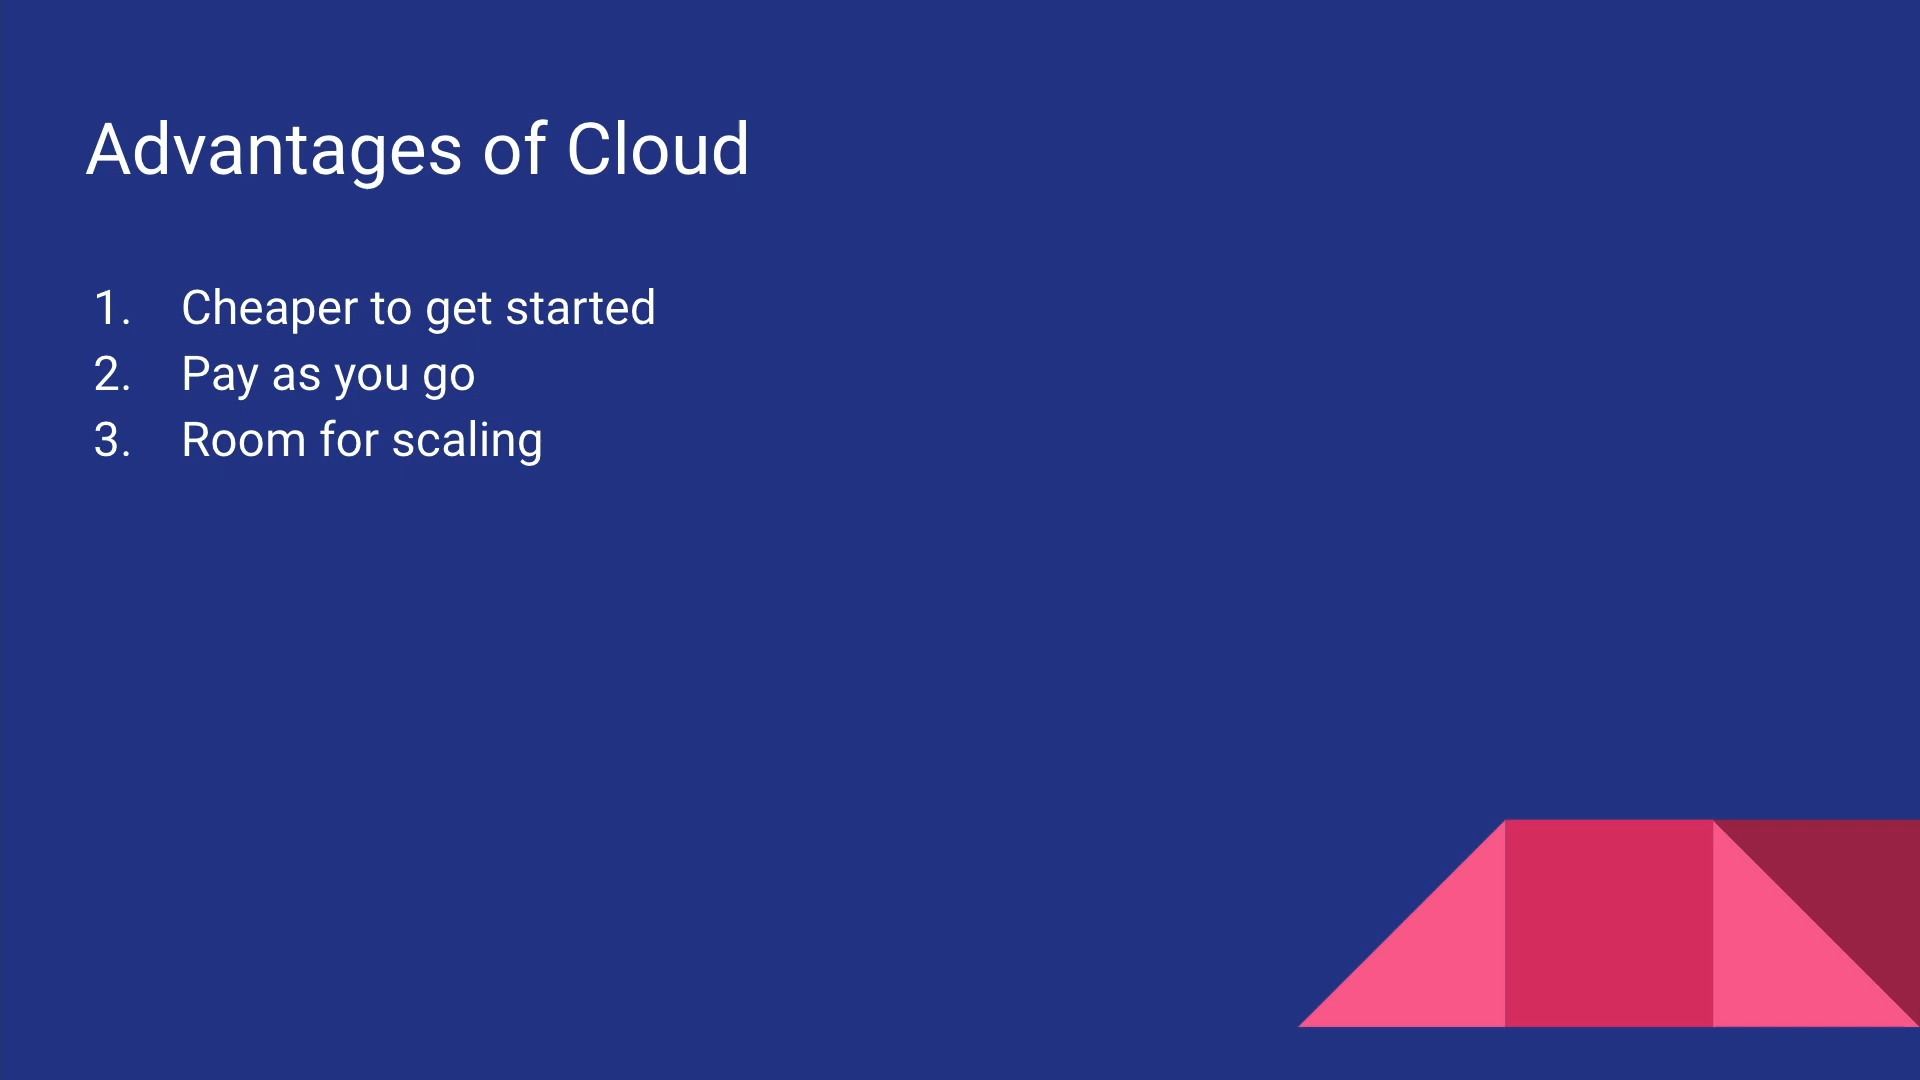 Advantages of Cloud
1. Cheaper to get started
2. Pay as you go
3. Room for scaling